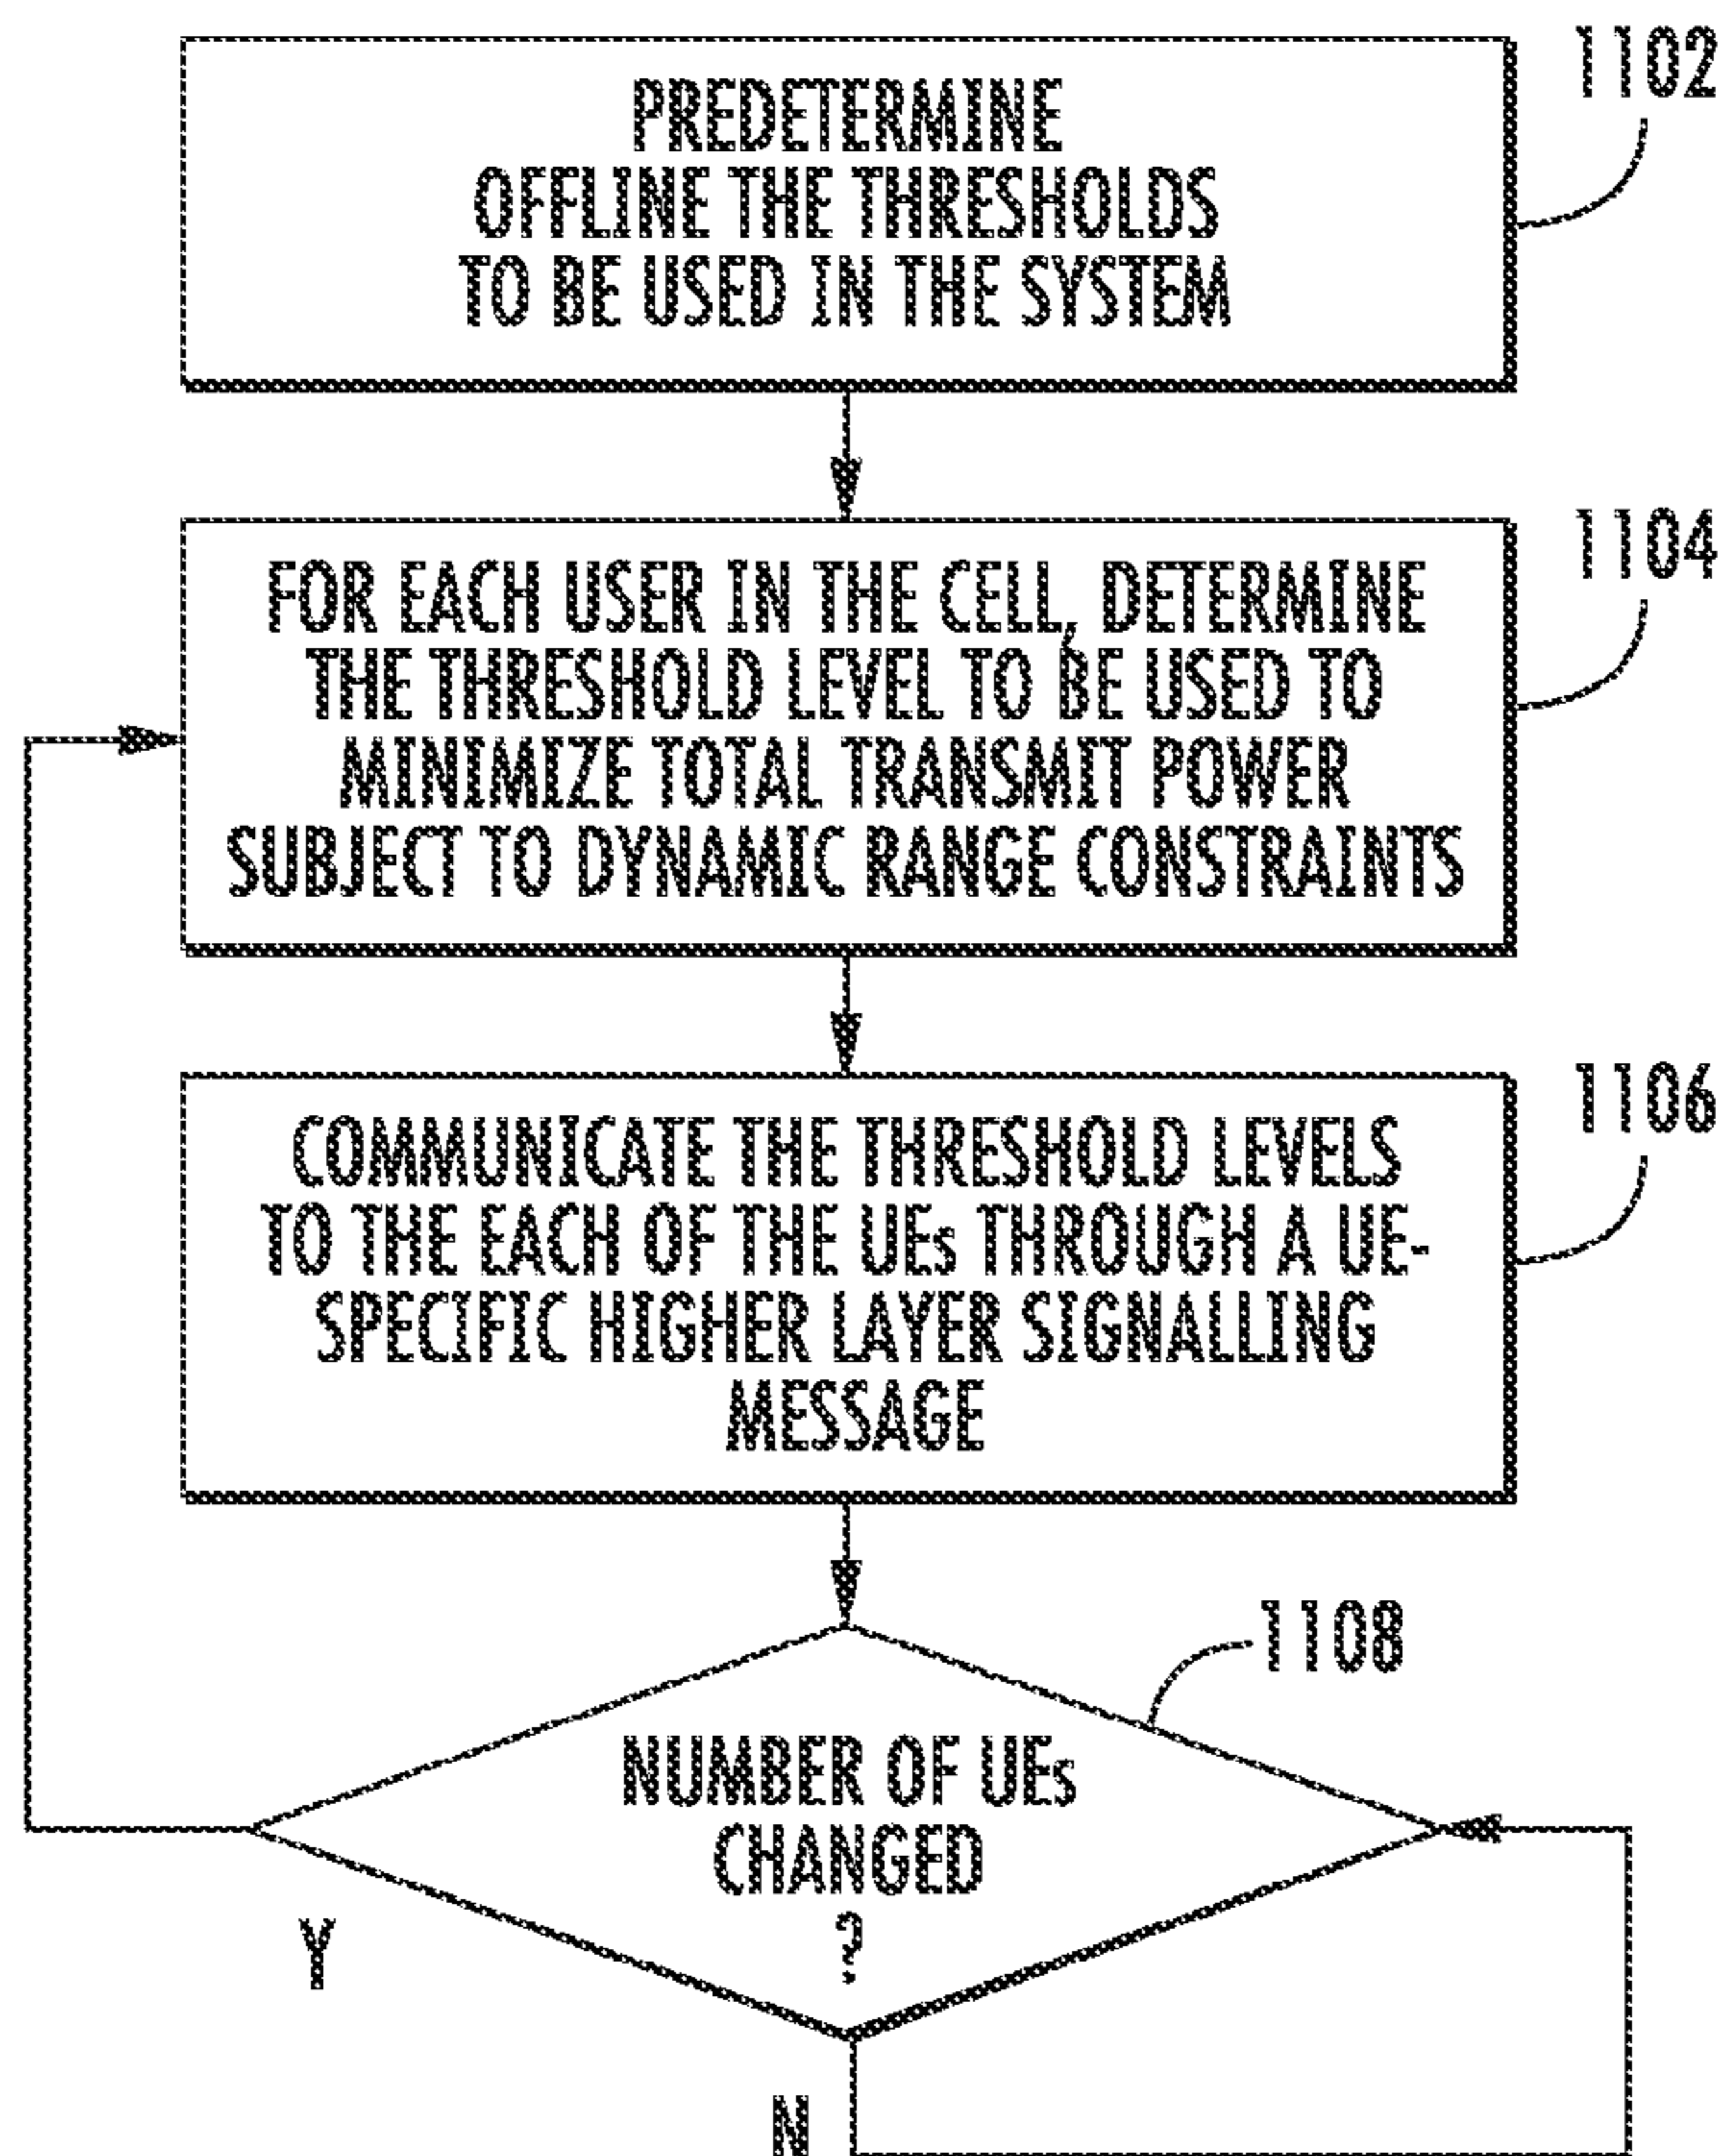 1102
PREDETERMINE
OFFLINE THE THRESHOLDS
TO BE USED IN THE SYSTEM
1104
FOR EACH USER IN THE CELL, DETERMINE
THE THRESHOLD LEVEL TO BE USED TO
MINIMIZE TOTAL TRANSMIT POWER
SUBJECT TO DYNAMIC RANGE CONSTRAINTS
1106
COMMUNICATE THE THRESHOLD LEVELS
TO THE EACH OF THE UEs THROUGH A UE-
SPECIFIC HIGHER LAYER SIGNALLING
MESSAGE
1108
NUMBER OF UEs
CHANGED
?
Y
N